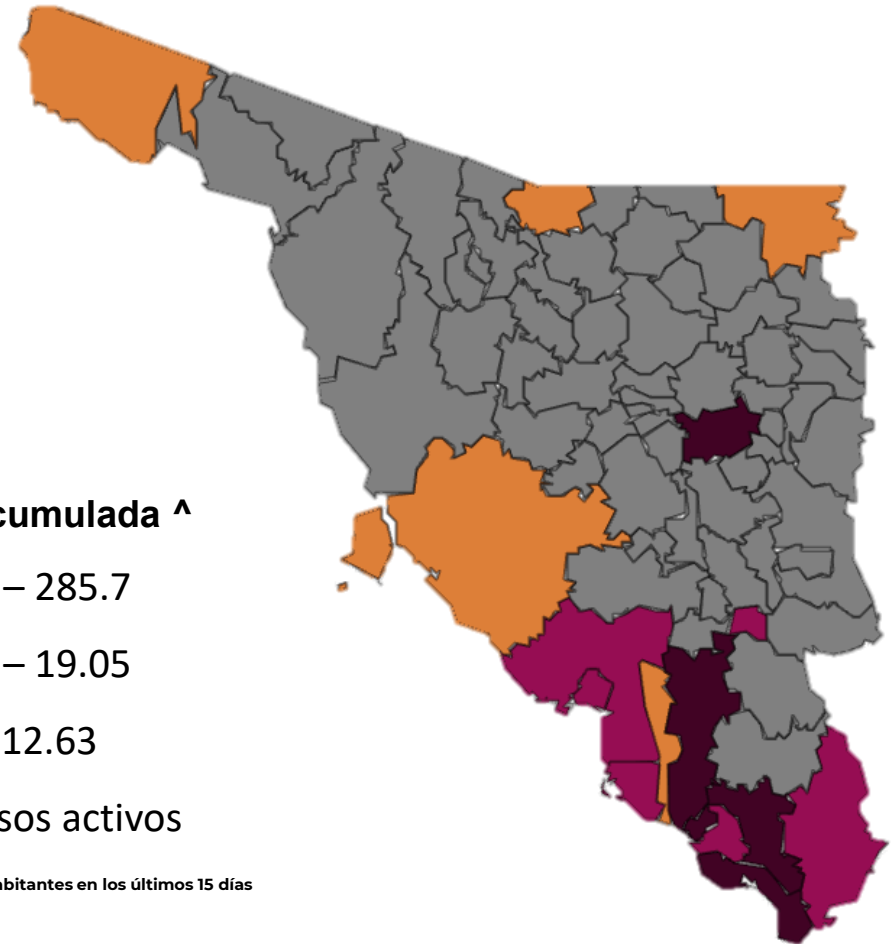 cumulada ^
– 285.7
– 19.05
12.63
sos activos
abitantes en los últimos 15 días